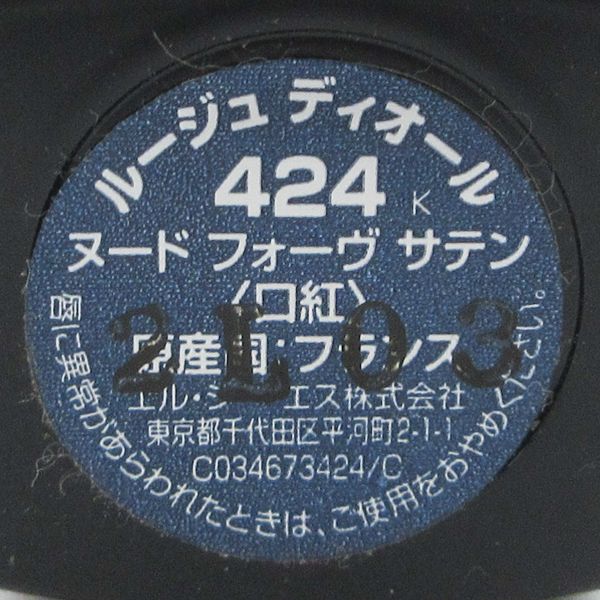 ルージュ ディオール
424 K
ヌード フォーヴ サテン
〈口紅〉
原産国:フランス
2L03
エル・ジー エス株式会社
東京都千代田区平河町2-1-1
C034673424/C
唇に異常があらわれたときは、ご使用をおやめください。